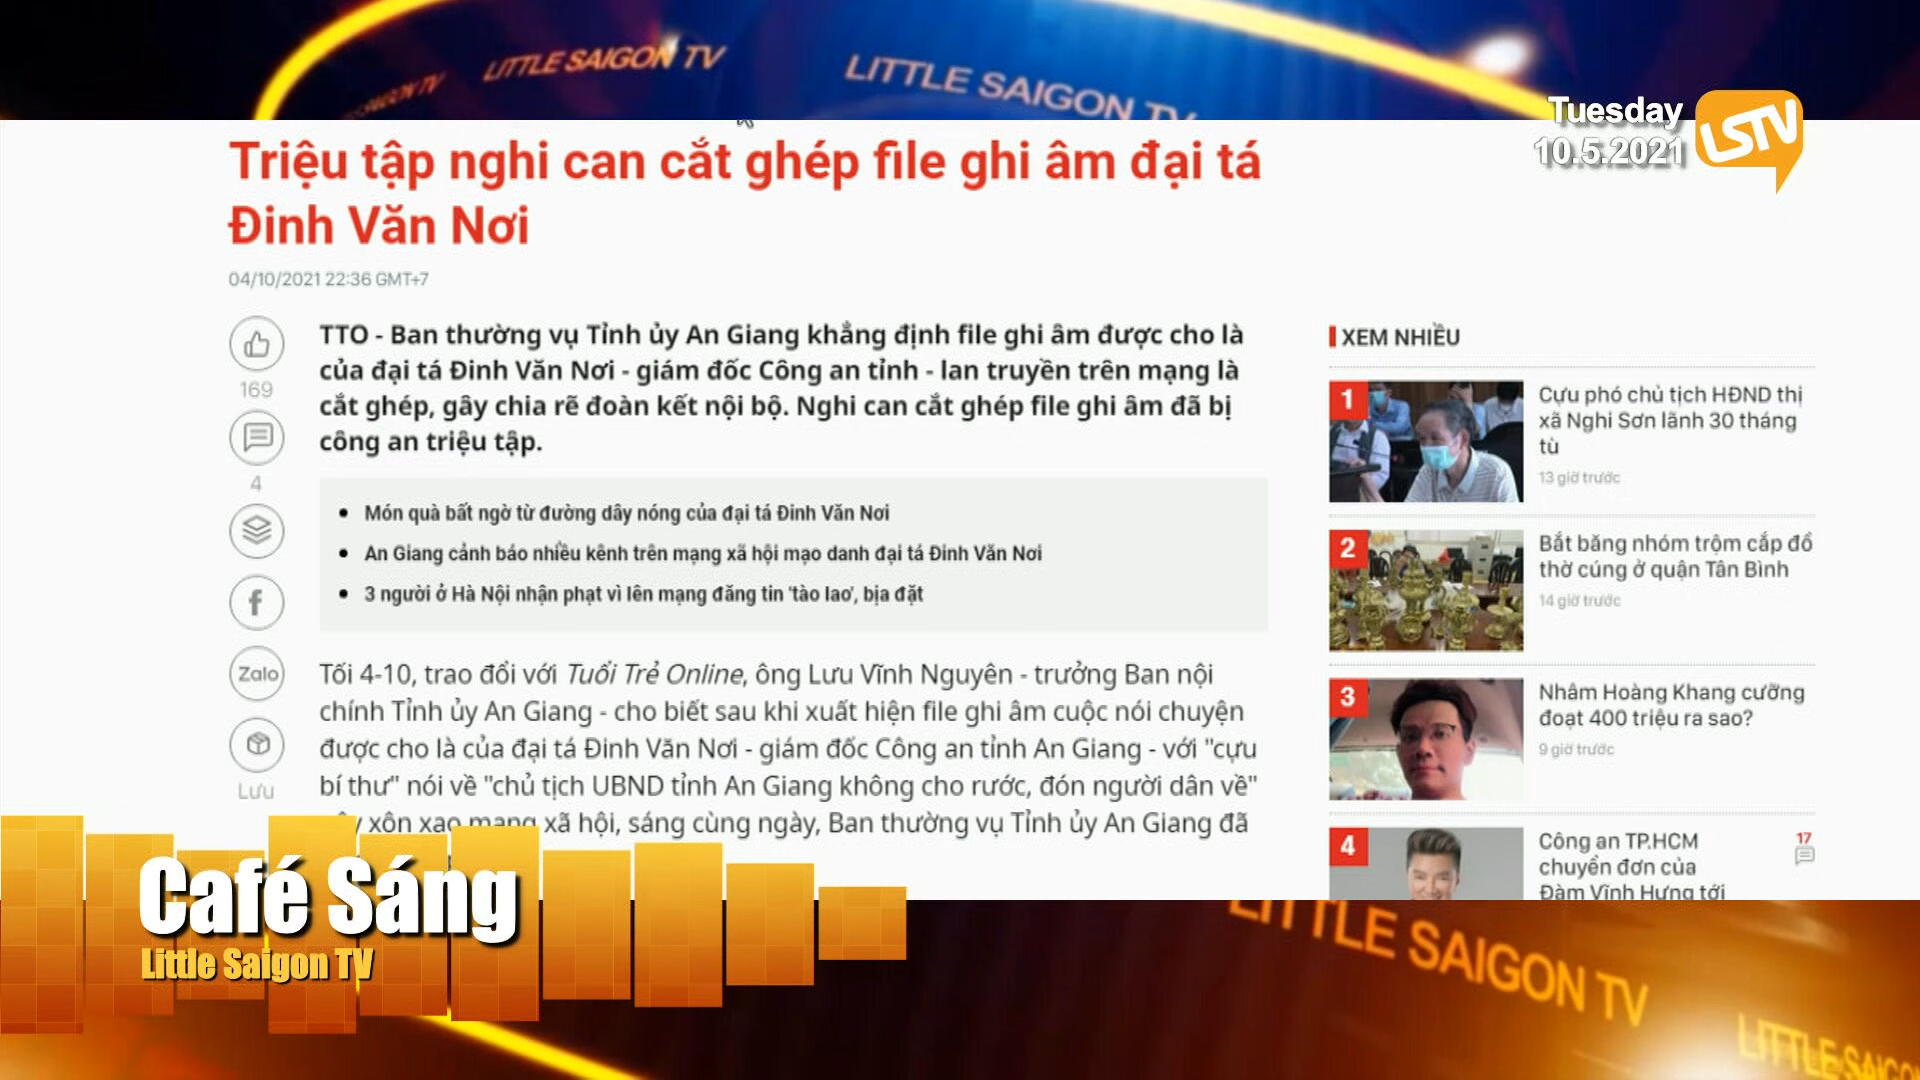 LITTLE SAIGON TV
LITTLE SAIGON TV
Tuesday
10.5.2021
LSTV
Triệu tập nghi can cắt ghép file ghi âm đại tá
Đinh Văn Nơi
04/10/2021 22:36 GMT+7
169
4
Zalo
Lưu
TTO - Ban thường vụ Tỉnh ủy An Giang khẳng định file ghi âm được cho là
của đại tá Đinh Văn Nơi - giám đốc Công an tỉnh - lan truyền trên mạng là
cắt ghép, gây chia rẽ đoàn kết nội bộ. Nghi can cắt ghép file ghi âm đã bị
công an triệu tập.
• Món quà bất ngờ từ đường dây nóng của đại tá Đinh Văn Nơi
• An Giang cảnh báo nhiều kênh trên mạng xã hội mạo danh đại tá Đinh Văn Nơi
• 3 người ở Hà Nội nhận phạt vì lên mạng đăng tin 'tào lao', bịa đặt
Tối 4-10, trao đổi với Tuổi Trẻ Online, ông Lưu Vĩnh Nguyên - trưởng Ban nội
chính Tỉnh ủy An Giang - cho biết sau khi xuất hiện file ghi âm cuộc nói chuyện
được cho là của đại tá Đinh Văn Nơi - giám đốc Công an tỉnh An Giang - với "cựu
bí thư" nói về "chủ tịch UBND tỉnh An Giang không cho rước, đón người dân về"
xôn xao mạng xã hội, sáng cùng ngày, Ban thường vụ Tỉnh ủy An Giang đã
XEM NHIỀU
1
Cựu phó chủ tịch HĐND thị
xã Nghi Sơn lãnh 30 tháng
tù
13 giờ trước
2
Bắt băng nhóm trộm cắp đồ
thờ cúng ở quận Tân Bình
14 giờ trước
3
Nhâm Hoàng Khang cưỡng
đoạt 400 triệu ra sao?
9 giờ trước
4
Công an TP.HCM
chuyển đơn của
Đàm Vĩnh Hưng tới
17
Café Sáng
Little Saigon TV
LITTLE SAIGON TV
LITTLE SAIGON